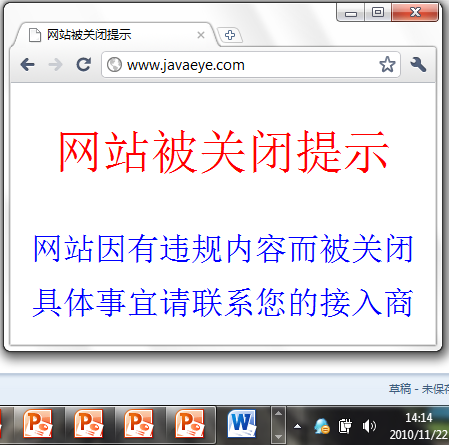 网站被关闭提示
www.javaeye.com
网站被关闭提示
网站因有违规内容而被关闭
具体事宜请联系您的接入商
草稿 - 未保存
14:14
2010/11/22